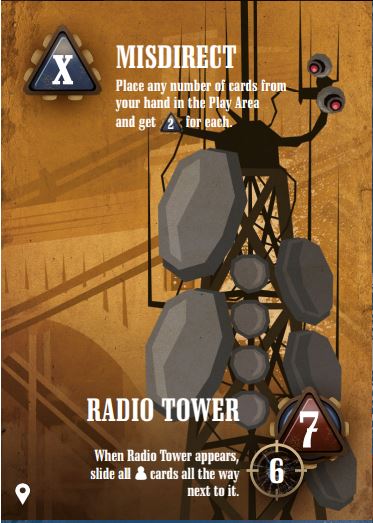 X
MISDIRECT
Place any number of cards from
your hand in the Play Area
and get 2 for each.
RADIO TOWER
7
When Radio Tower appears,
slide all cards all the way
next to it.
6